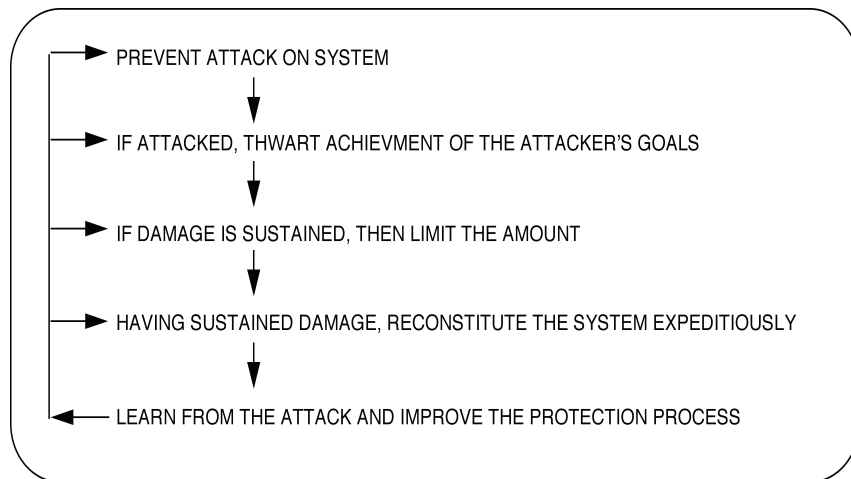 PREVENT ATTACK ON SYSTEM
IF ATTACKED, THWART ACHIEVMENT OF THE ATTACKER'S GOALS
IF DAMAGE IS SUSTAINED, THEN LIMIT THE AMOUNT
HAVING SUSTAINED DAMAGE, RECONSTITUTE THE SYSTEM EXPEDITIOUSLY
LEARN FROM THE ATTACK AND IMPROVE THE PROTECTION PROCESS